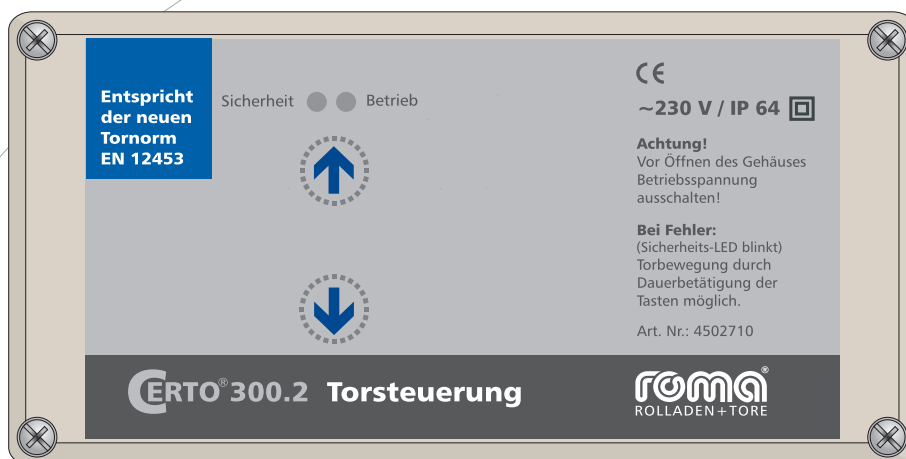 Entspricht
der neuen
Tornorm
EN 12453
Sicherheit
Betrieb
CE
~230 V / IP 64
Achtung!
Vor Öffnen des Gehäuses
Betriebsspannung
ausschalten!
Bei Fehler:
(Sicherheits-LED blinkt)
Torbewegung durch
Dauerbetätigung der
Tasten möglich.
Art. Nr.: 4502710
CERTO® 300.2 Torsteuerung
roma®
ROLLADEN+TORE